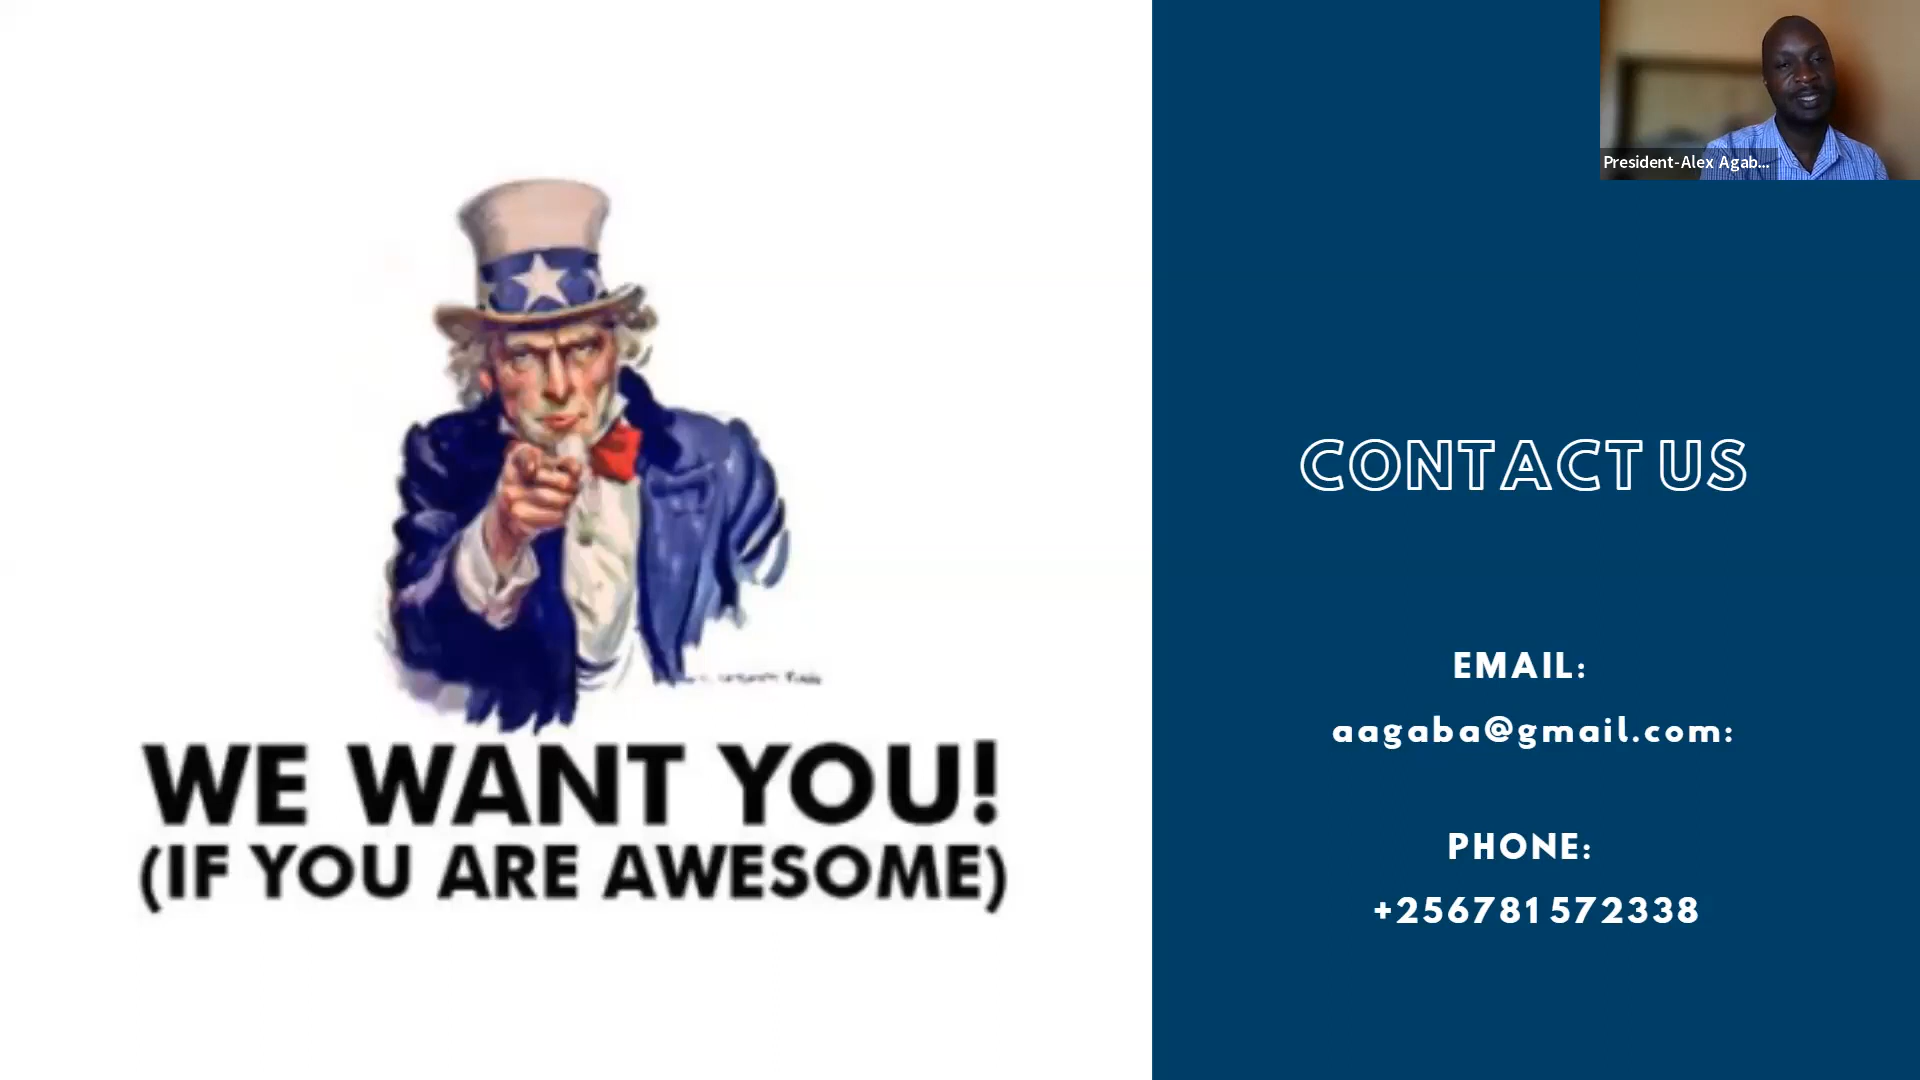 President-Alex Agab...
WE WANT YOU!
(IF YOU ARE AWESOME)
CONTACT US
EMAIL:
aagaba@gmail.com:
PHONE:
+256781572338